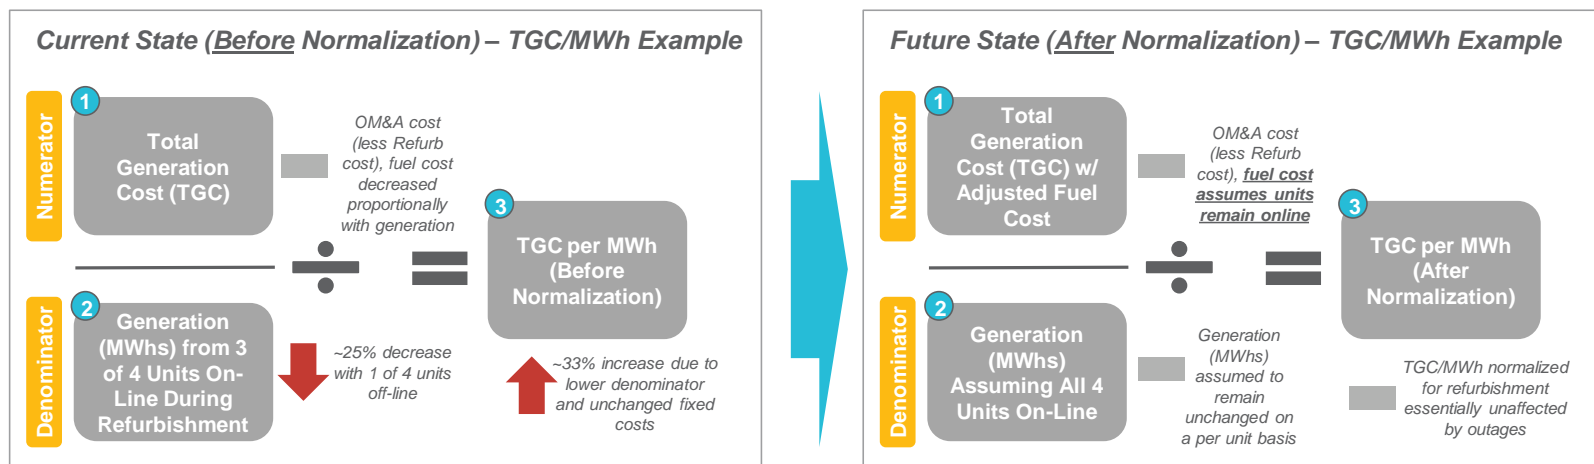 Current State (Before Normalization) – TGC/MWh Example
Numerator
1
Total
Generation
Cost (TGC)
OM&A cost
(less Refurb
cost), fuel cost
decreased
proportionally
with generation
Denominator
2
Generation
(MWhs) from 3
of 4 Units On-
Line During
Refurbishment
~25% decrease
with 1 of 4 units
off-line
3
TGC per MWh
(Before
Normalization)
~33% increase due to
lower denominator
and unchanged fixed
costs
Future State (After Normalization) – TGC/MWh Example
Numerator
1
Total
Generation
Cost (TGC) w/
Adjusted Fuel
Cost
OM&A cost
(less Refurb
cost), fuel cost
assumes units
remain online
Denominator
2
Generation
(MWhs)
Assuming All 4
Units On-Line
Generation
(MWhs)
assumed to
remain
unchanged on
a per unit basis
3
TGC per MWh
(After
Normalization)
TGC/MWh normalized
for refurbishment
essentially unaffected
by outages